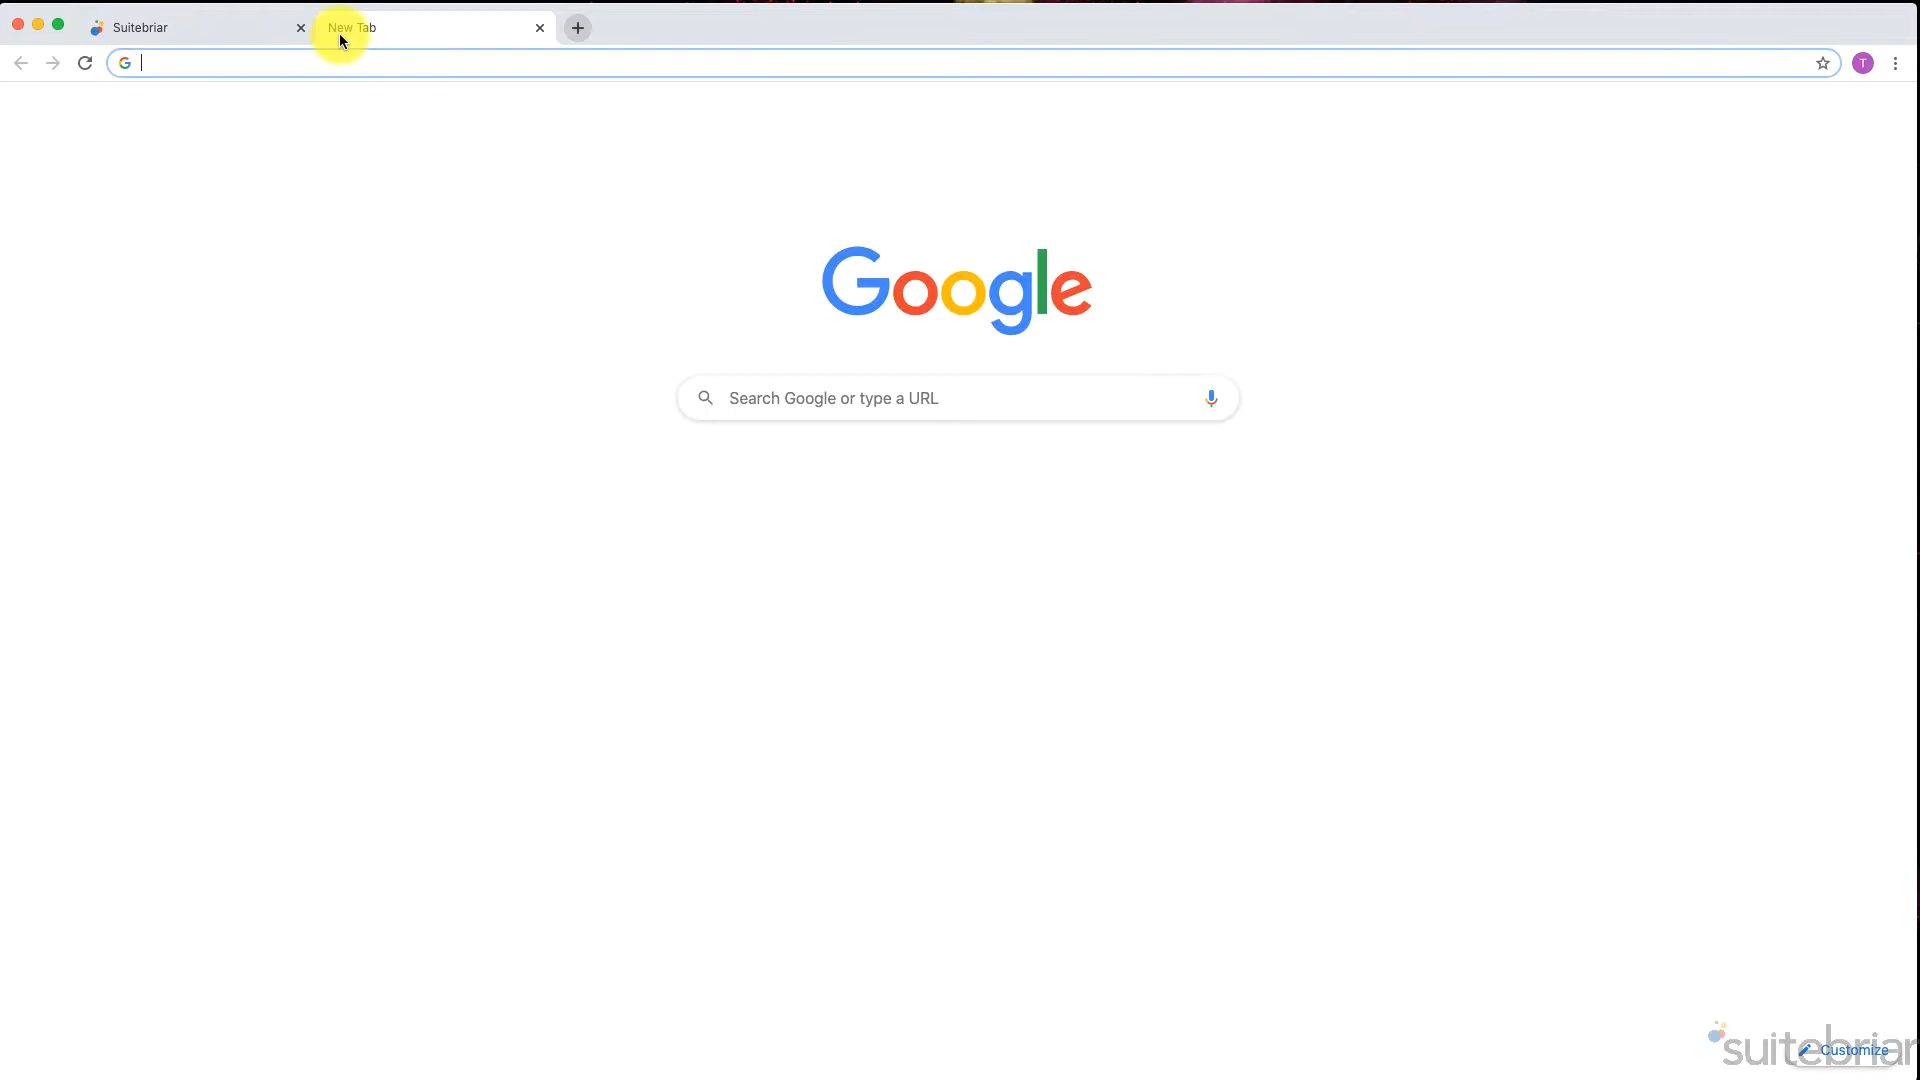 Suitebriar
New Tab
T
Google
Search Google or type a URL
suitebriar
Customize